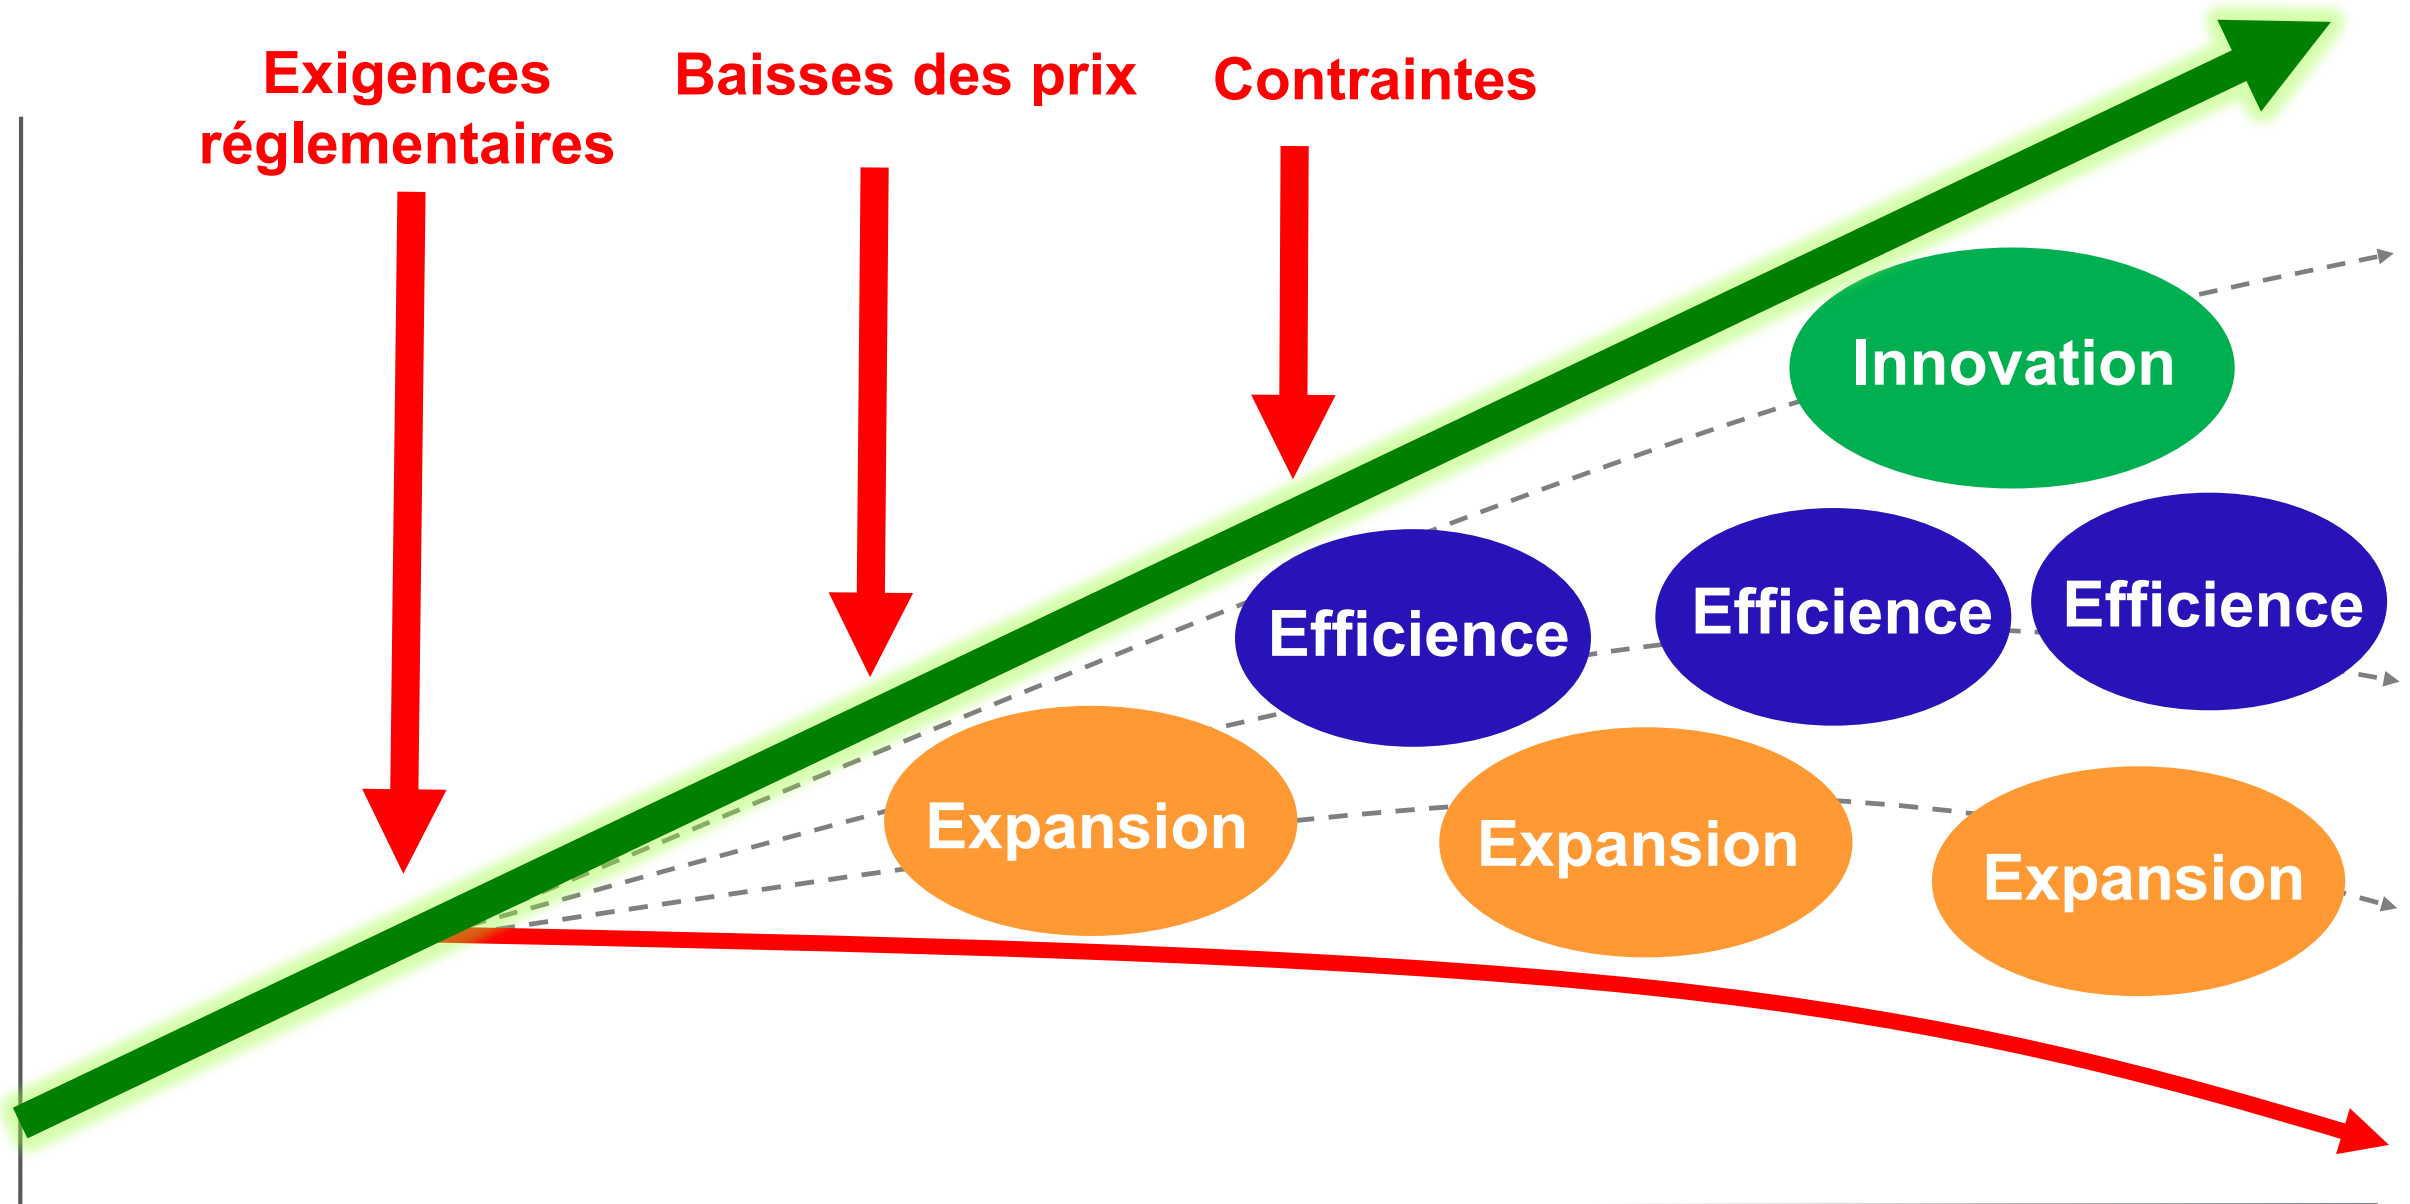 Exigences
réglementaires
Baisses des prix
Contraintes
Innovation
Efficience
Efficience
Efficience
Expansion
Expansion
Expansion